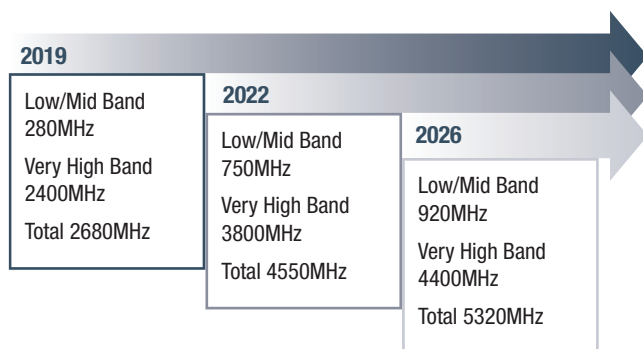 2019
Low/Mid Band
280MHz
Very High Band
2400MHz
Total 2680MHz
2022
Low/Mid Band
750MHz
Very High Band
3800MHz
Total 4550MHz
2026
Low/Mid Band
920MHz
Very High Band
4400MHz
Total 5320MHz